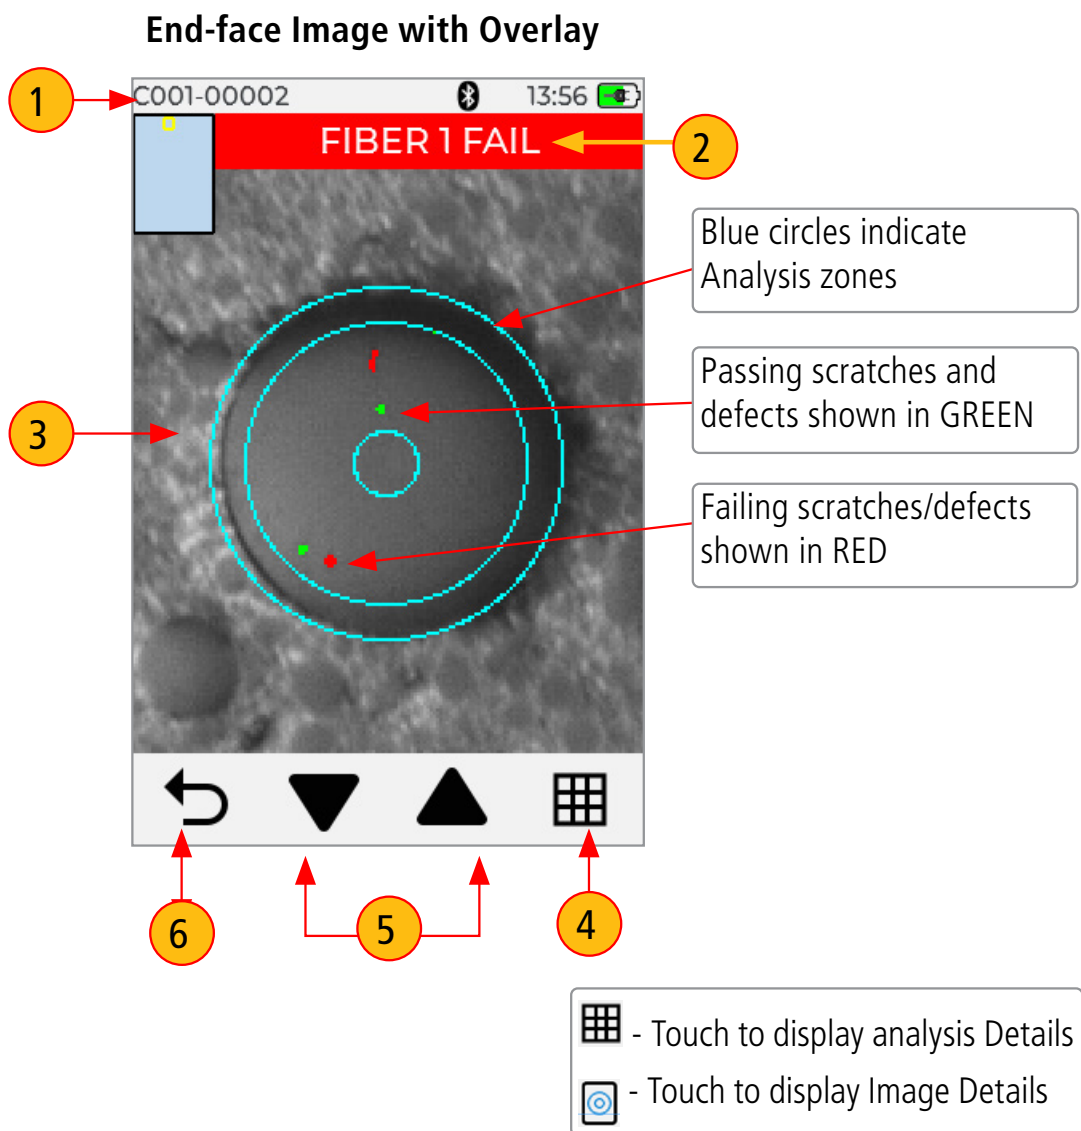 End-face Image with Overlay
1
C001-00002 13:56
FIBER 1 FAIL
2
Blue circles indicate
Analysis zones
Passing scratches and
defects shown in GREEN
3
Failing scratches/defects
shown in RED
6
5
4
- Touch to display analysis Details
- Touch to display Image Details